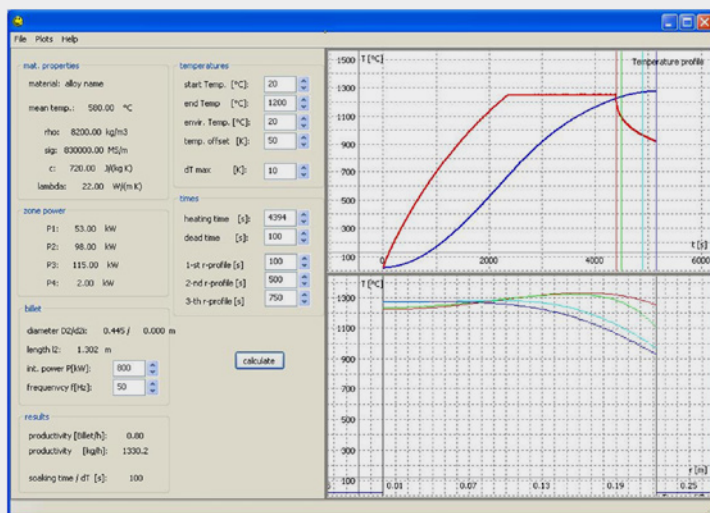 File Plots Help
mat. properties
material: alloy name
mean temp.: 580.00 °C
rho: 8200.00 kg/m3
sig: 830000.00 MS/m
c: 720.00 J/(kg K)
lambda: 22.00 W/(m K)
zone power
P1: 53.00 kW
P2: 98.00 kW
P3: 115.00 kW
P4: 2.00 kW
billet
diameter D2/d2i: 0.445 / 0.000 m
length l2: 1.302 m
int. power P[kW]: 800
frequenvcy f[Hz]: 50
results
productivity [Billet/h]: 0.80
productivity [kg/h]: 1330.2
soaking time / dT [s]: 100
temperatures
start Temp. [°C]: 20
end Temp [°C]: 1200
envir. Temp. [°C]: 20
temp. offset [K]: 50
dT max [K]: 10
times
heating time [s]: 4394
dead time [s]: 100
1-st r-profile [s] 100
2-nd r-profile [s] 500
3-th r-profile [s] 750
calculate
T [°C]
Temperature profile
1500
1300
1100
900
700
500
300
100
0 2000 4000 6000
t [s]
T [°C]
1300
1100
900
700
500
300
100
r [m]
0.01 0.07 0.13 0.19 0.25